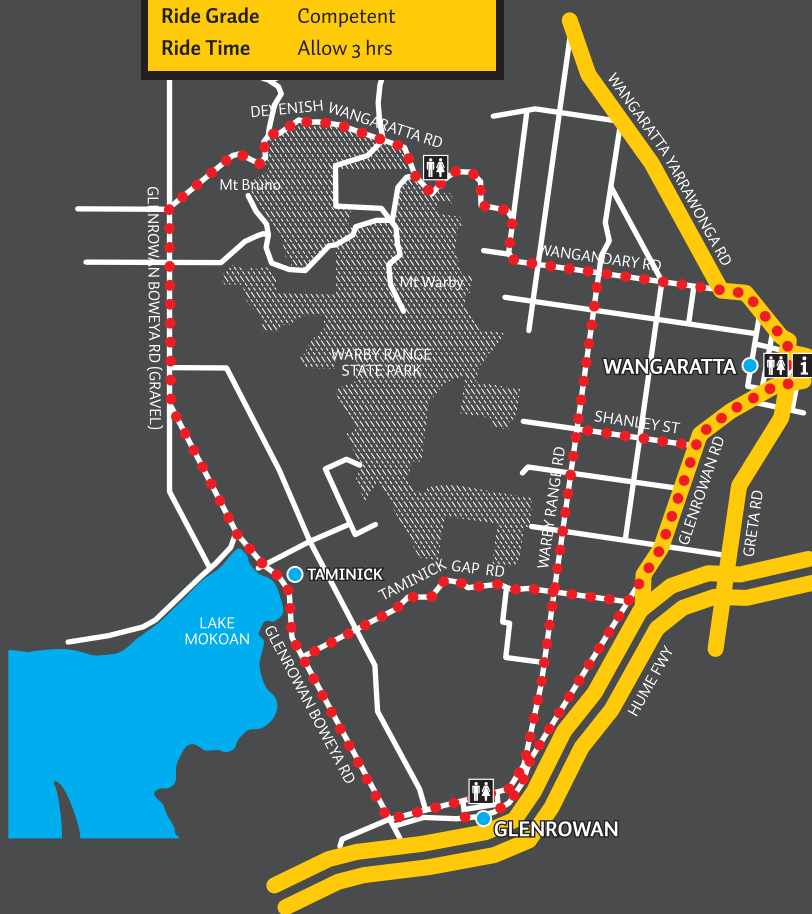 Ride Grade Competent
Ride Time Allow 3 hrs
WANGARATTA YARRAWONGA RD
DEVENISH WANGARATTA RD
Mt Bruno
GLENROWAN BOWEYA RD (GRAVEL)
WANGANDARY RD
Mt Warby
WARBY RANGE
STATE PARK
WANGARATTA
i
SHANLEY ST
WARBY RANGE RD
GLENROWAN RD
GRETA RD
TAMINICK
TAMINICK GAP RD
LAKE
MOKOAN
GLENROWAN BOWEYA RD
HUME FWY
GLENROWAN